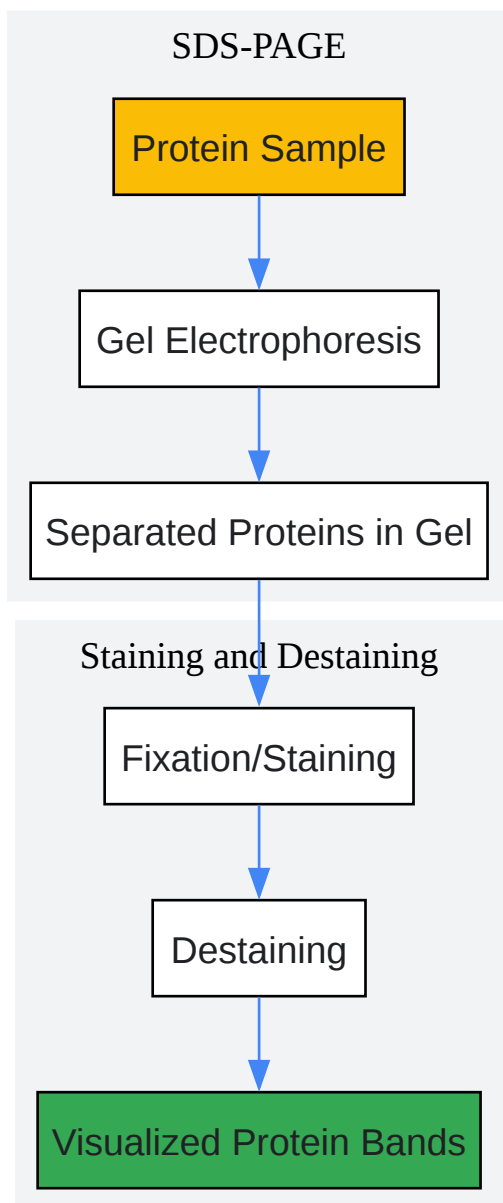 SDS-PAGE
Protein Sample
Gel Electrophoresis
Separated Proteins in Gel
Staining and Destaining
Fixation/Staining
Destaining
Visualized Protein Bands